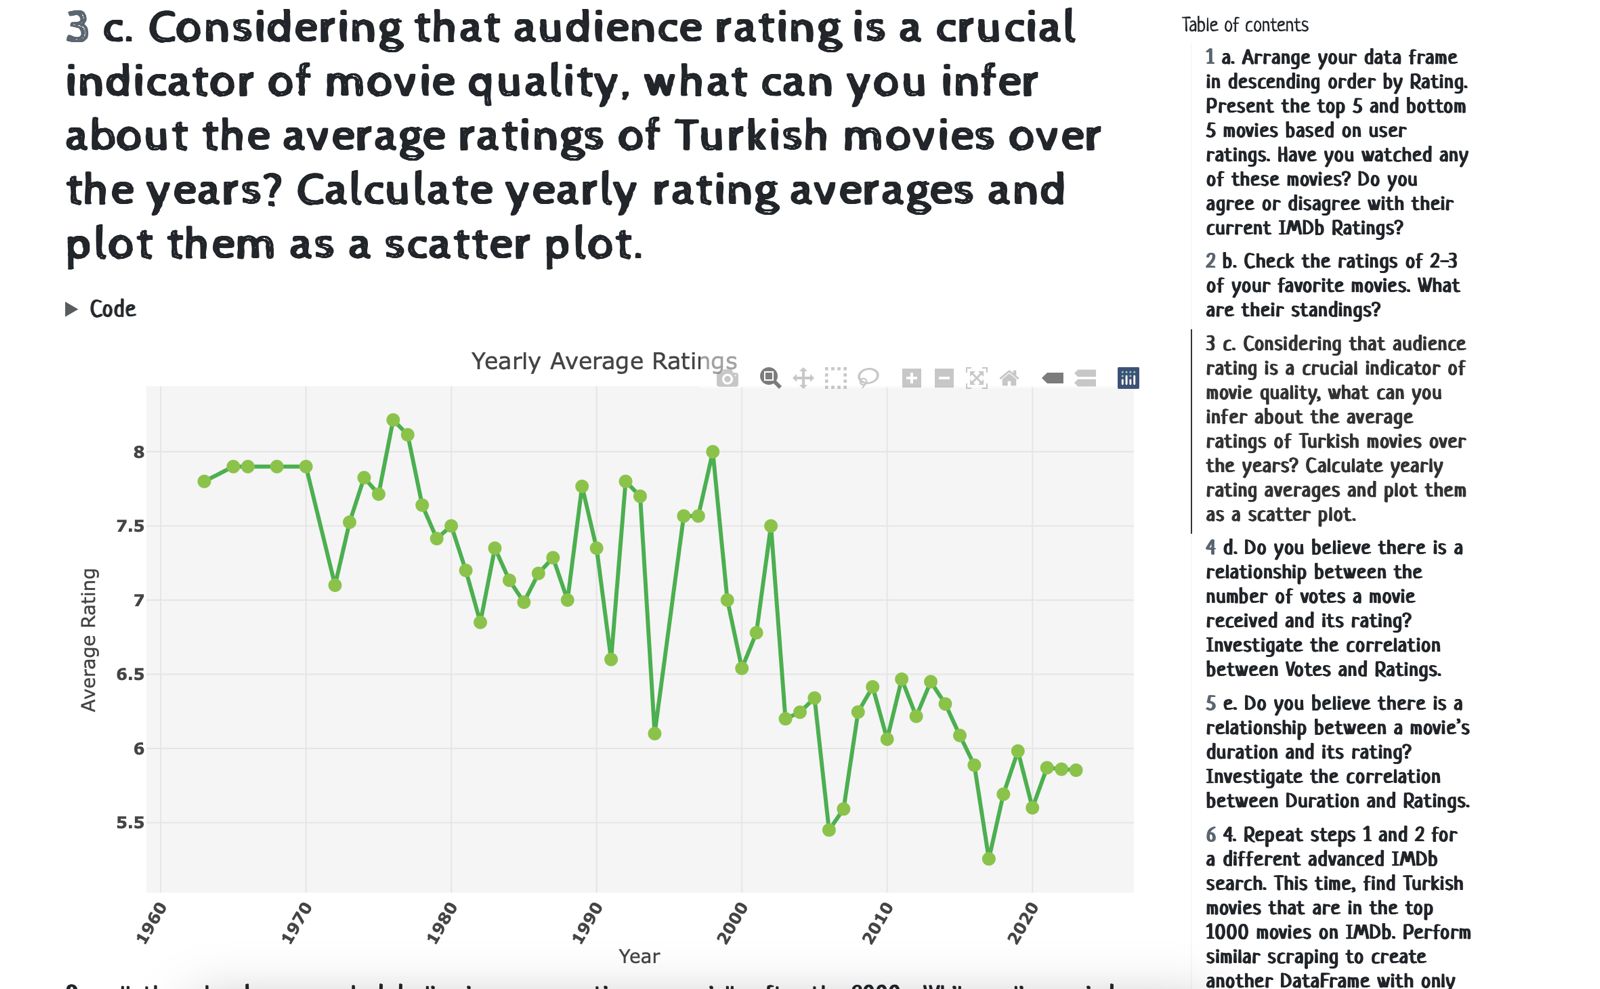 3 c. Considering that audience rating is a crucial
indicator of movie quality, what can you infer
about the average ratings of Turkish movies over
the years? Calculate yearly rating averages and
plot them as a scatter plot.
Code
Yearly Average Ratings
8
7.5
7
6.5
6
5.5
Average Rating
1960
1970
1980
1990
2000
2010
2020
Year
Table of contents
1 a. Arrange your data frame
in descending order by Rating.
Present the top 5 and bottom
5 movies based on user
ratings. Have you watched any
of these movies? Do you
agree or disagree with their
current IMDb Ratings?
2 b. Check the ratings of 2-3
of your favorite movies. What
are their standings?
3 c. Considering that audience
rating is a crucial indicator of
movie quality, what can you
infer about the average
ratings of Turkish movies over
the years? Calculate yearly
rating averages and plot them
as a scatter plot.
4 d. Do you believe there is a
relationship between the
number of votes a movie
received and its rating?
Investigate the correlation
between Votes and Ratings.
5 e. Do you believe there is a
relationship between a movie's
duration and its rating?
Investigate the correlation
between Duration and Ratings.
6 4. Repeat steps 1 and 2 for
a different advanced IMDb
search. This time, find Turkish
movies that are in the top
1000 movies on IMDb. Perform
similar scraping to create
another DataFrame with only